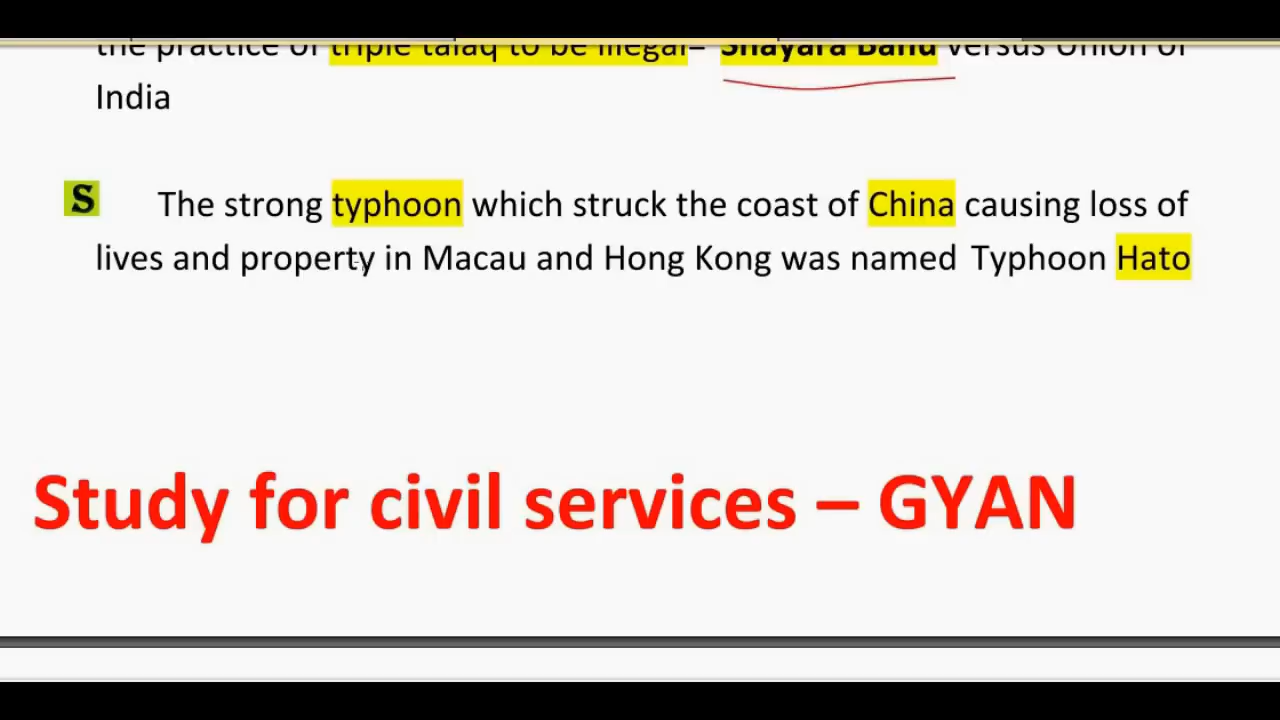 the practice of triple talaq to be illegal– Shayara Banu versus Union of
India
S The strong typhoon which struck the coast of China causing loss of
lives and property in Macau and Hong Kong was named Typhoon Hato
Study for civil services – GYAN